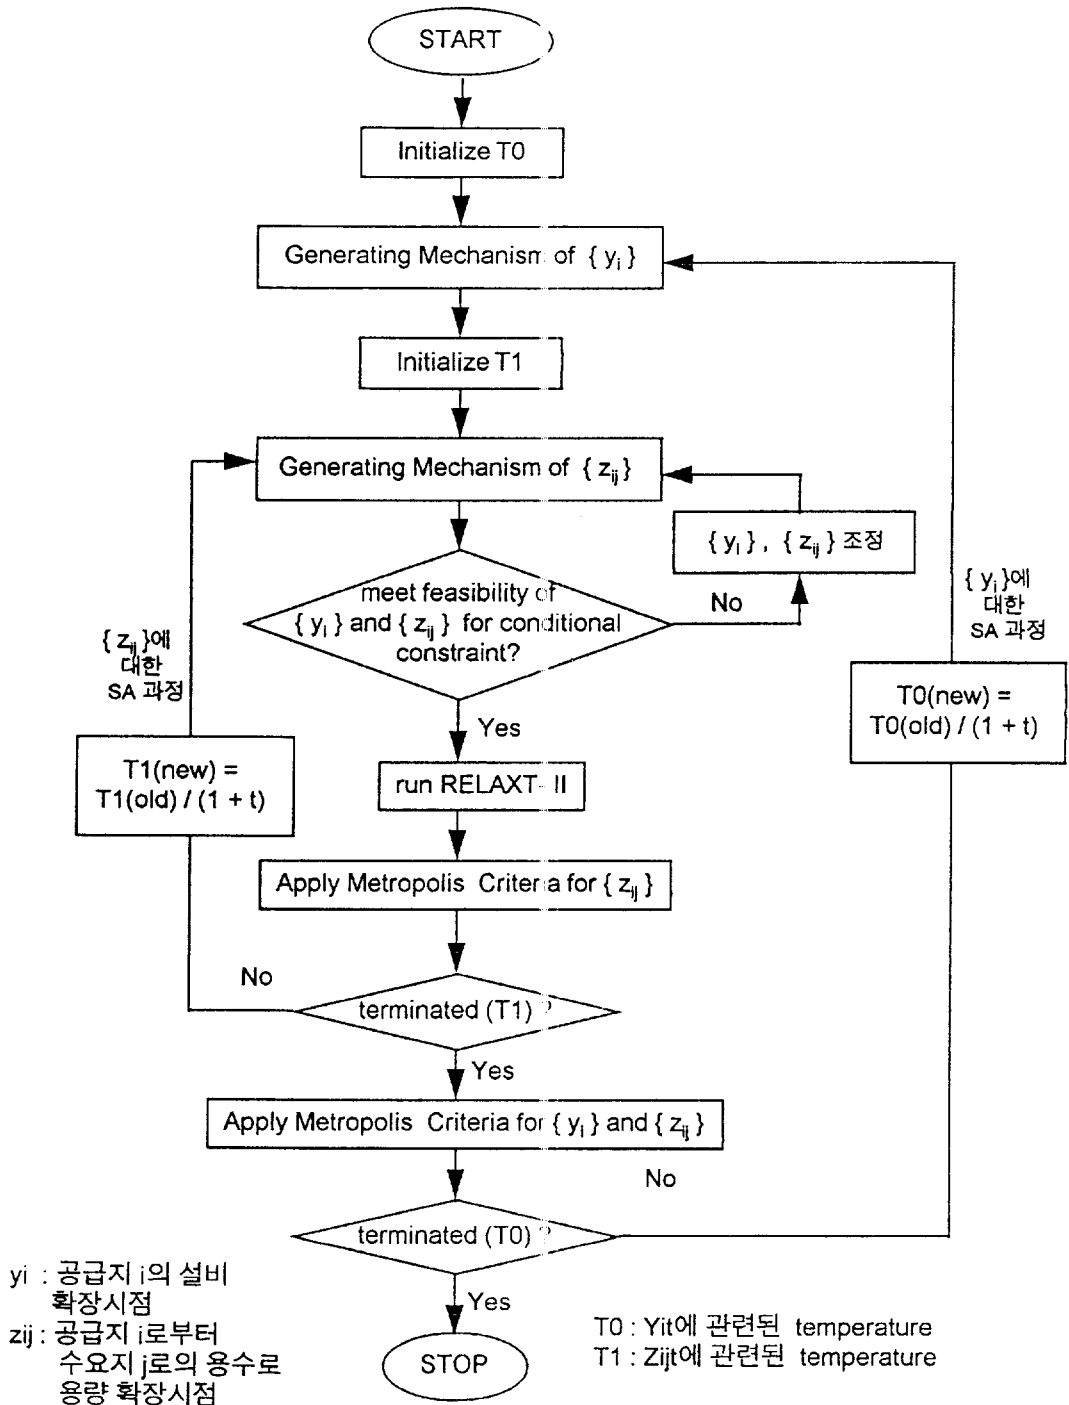 START
Initialize T0
Generating Mechanism of { yi }
Initialize T1
Generating Mechanism of { zij }
{ yi } , { zij } 조정
meet feasibility of
{ yi } and { zij } for conditional
constraint?
No
{ yi }에
대한
SA 과정
{ zij }에
대한
SA 과정
T0(new) =
T0(old) / (1 + t)
Yes
T1(new) =
T1(old) / (1 + t)
run RELAXT- II
Apply Metropolis Criteria for { zij }
No
terminated (T1) ?
Yes
Apply Metropolis Criteria for { yi } and { zij }
No
terminated (T0) ?
Yes
STOP
yi : 공급지 i의 설비
확장시점
zij : 공급지 i로부터
수요지 j로의 용수로
용량 확장시점
T0 : Yit에 관련된 temperature
T1 : Zijt에 관련된 temperature